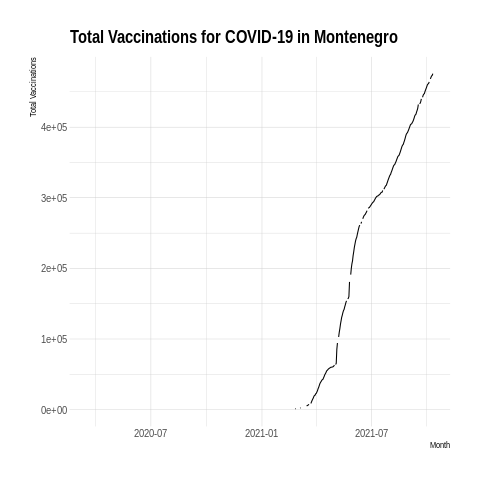 Total Vaccinations for COVID-19 in Montenegro
Total Vaccinations
4e+05
3e+05
2e+05
1e+05
0e+00
2020-07 2021-01 2021-07
Month